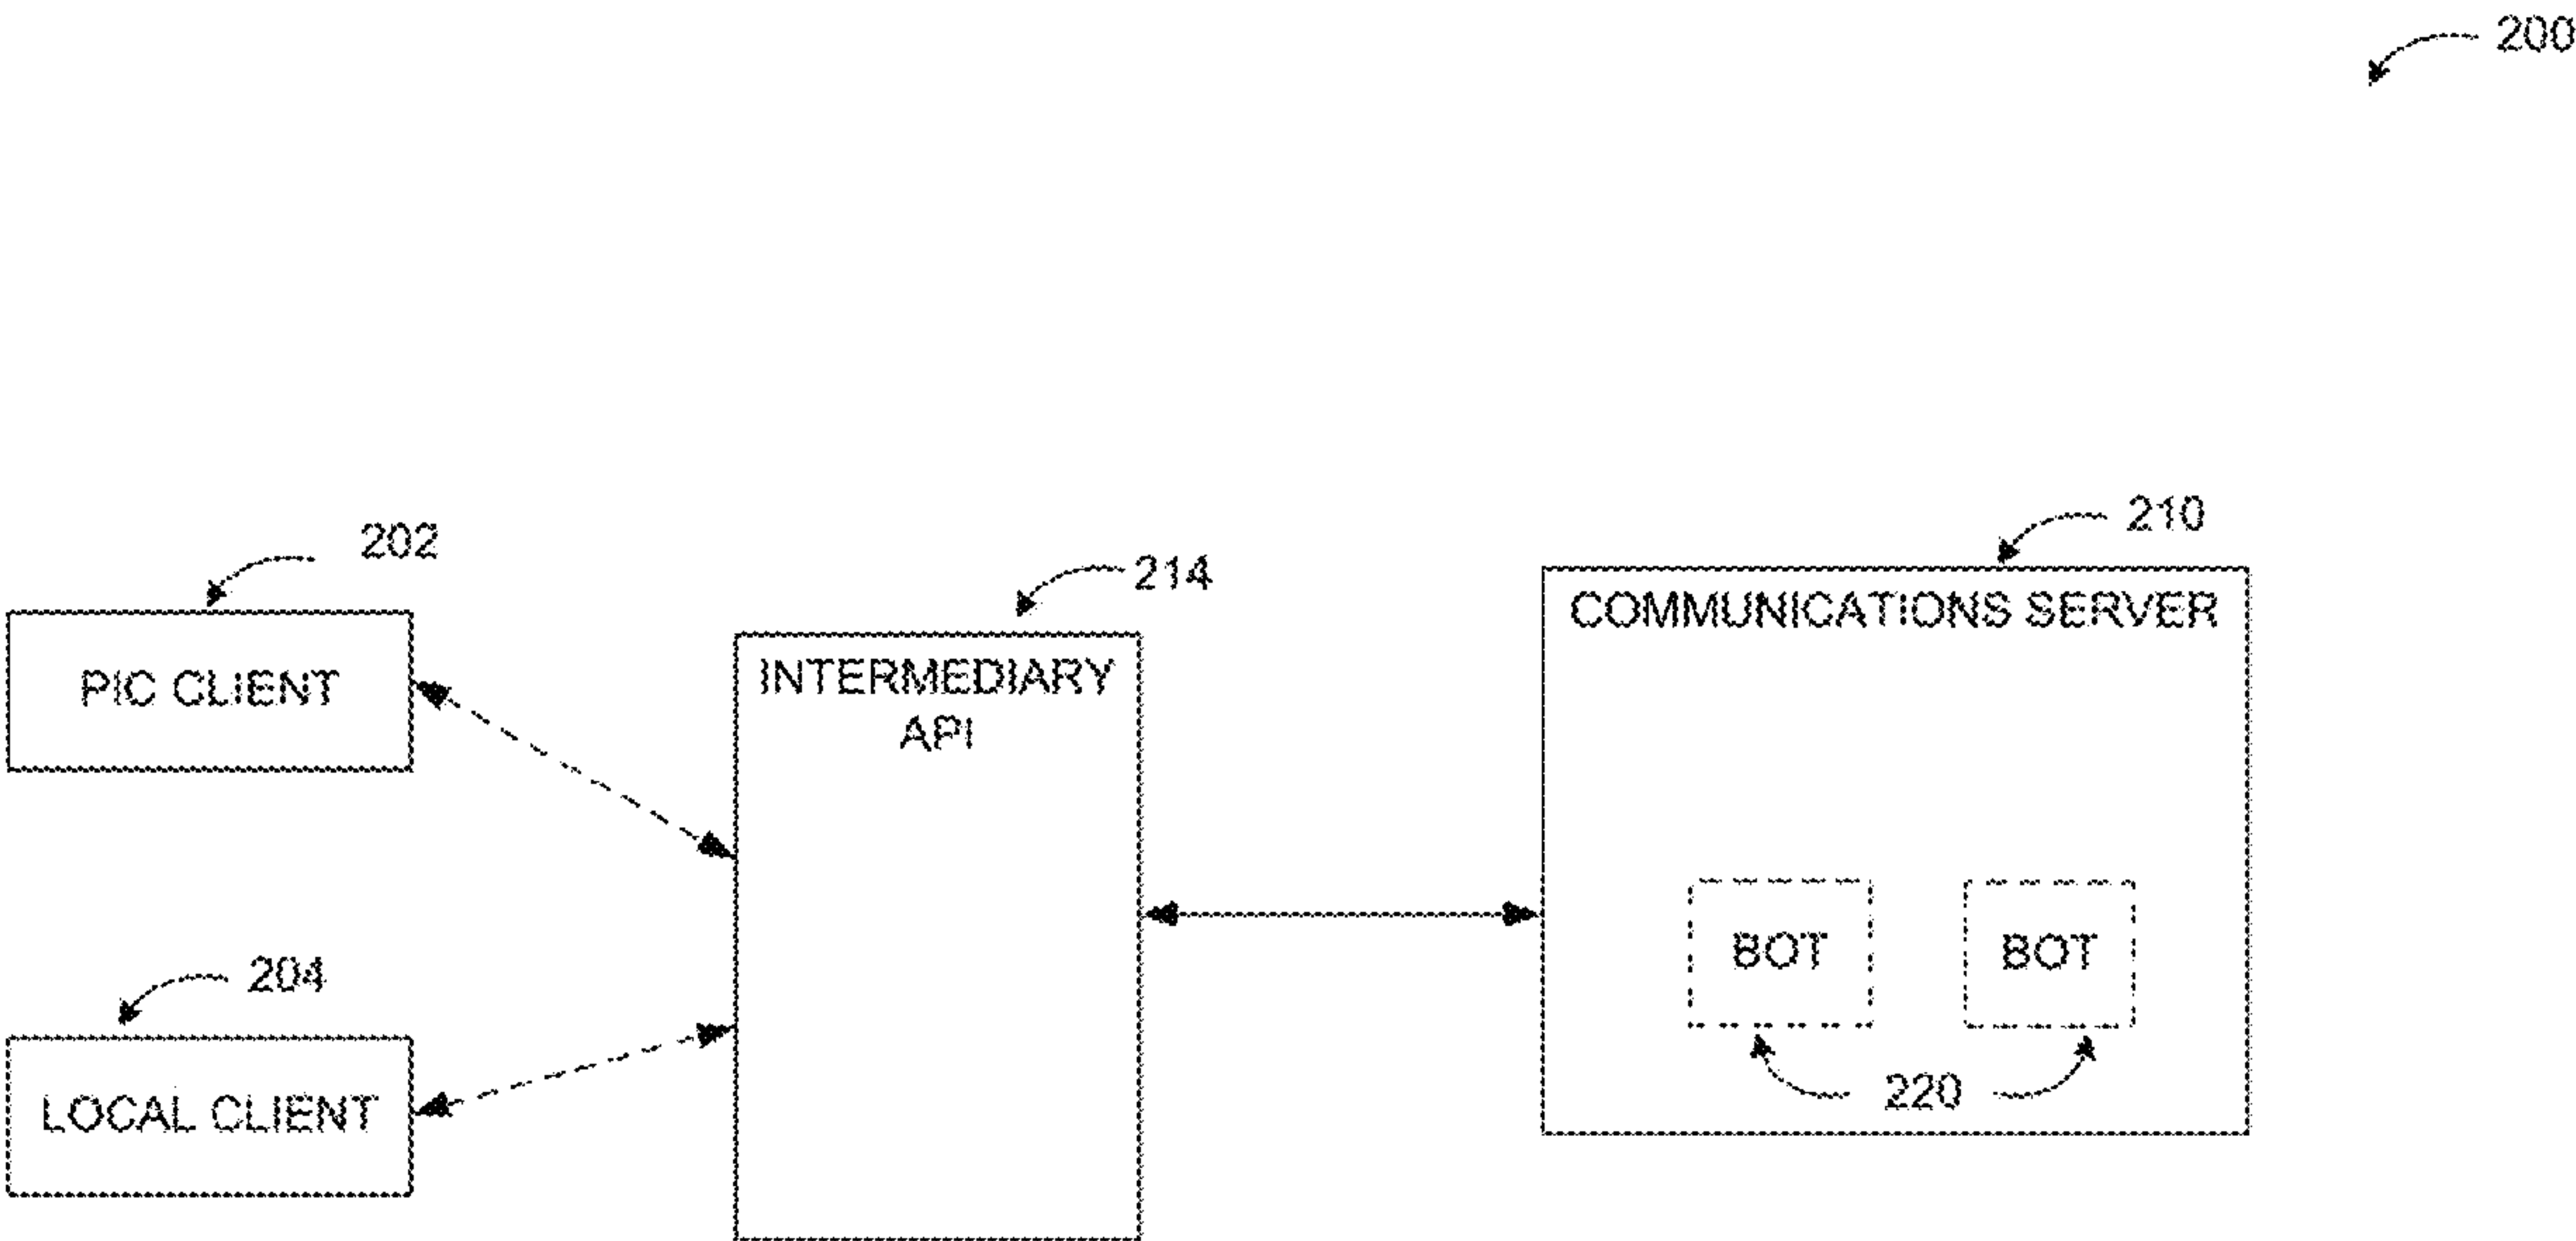 200
210
202
214
COMMUNICATIONS SERVER
PIC CLIENT
INTERMEDIARY
API
BOT
BOT
204
220
LOCAL CLIENT